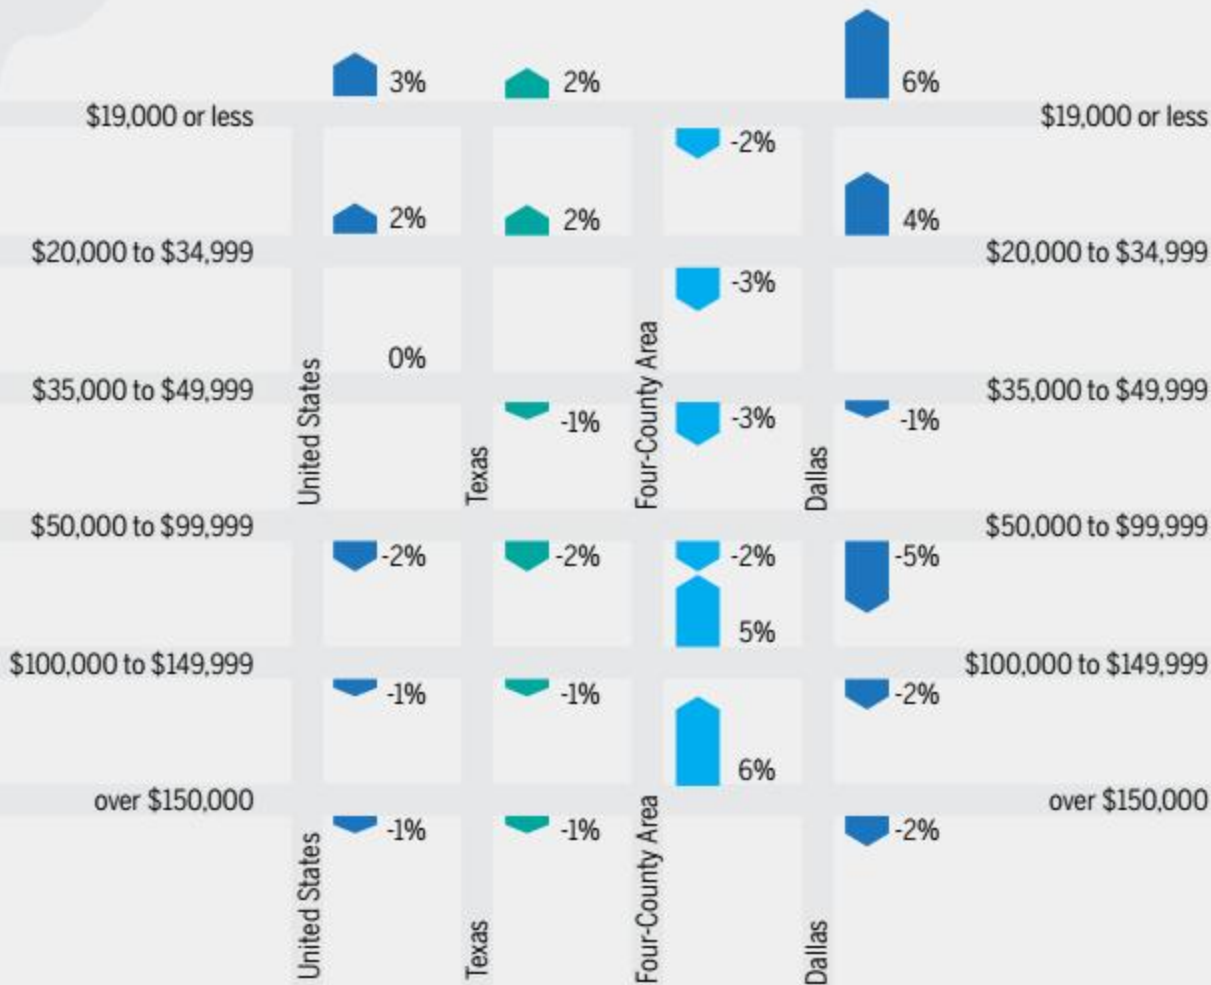 3% 2% 6%
$19,000 or less $19,000 or less
-2%
2% 2% 4%
$20,000 to $34,999 $20,000 to $34,999
-3%
0%
$35,000 to $49,999 $35,000 to $49,999
-1% -3% -1%
United States
Texas
Four-County Area
Dallas
$50,000 to $99,999 $50,000 to $99,999
-2% -2% -2% -5%
5%
$100,000 to $149,999 $100,000 to $149,999
-1% -1% -2%
6%
over $150,000 over $150,000
-1% -1% -2%
United States
Texas
Four-County Area
Dallas